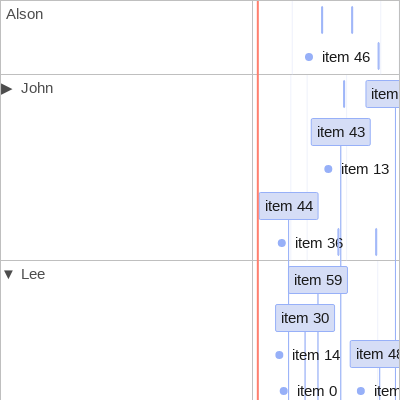 Alson
item 46
▶ John
item
item 43
item 13
item 44
item 36
▼ Lee
item 59
item 30
item 14
item 48
item 0
item